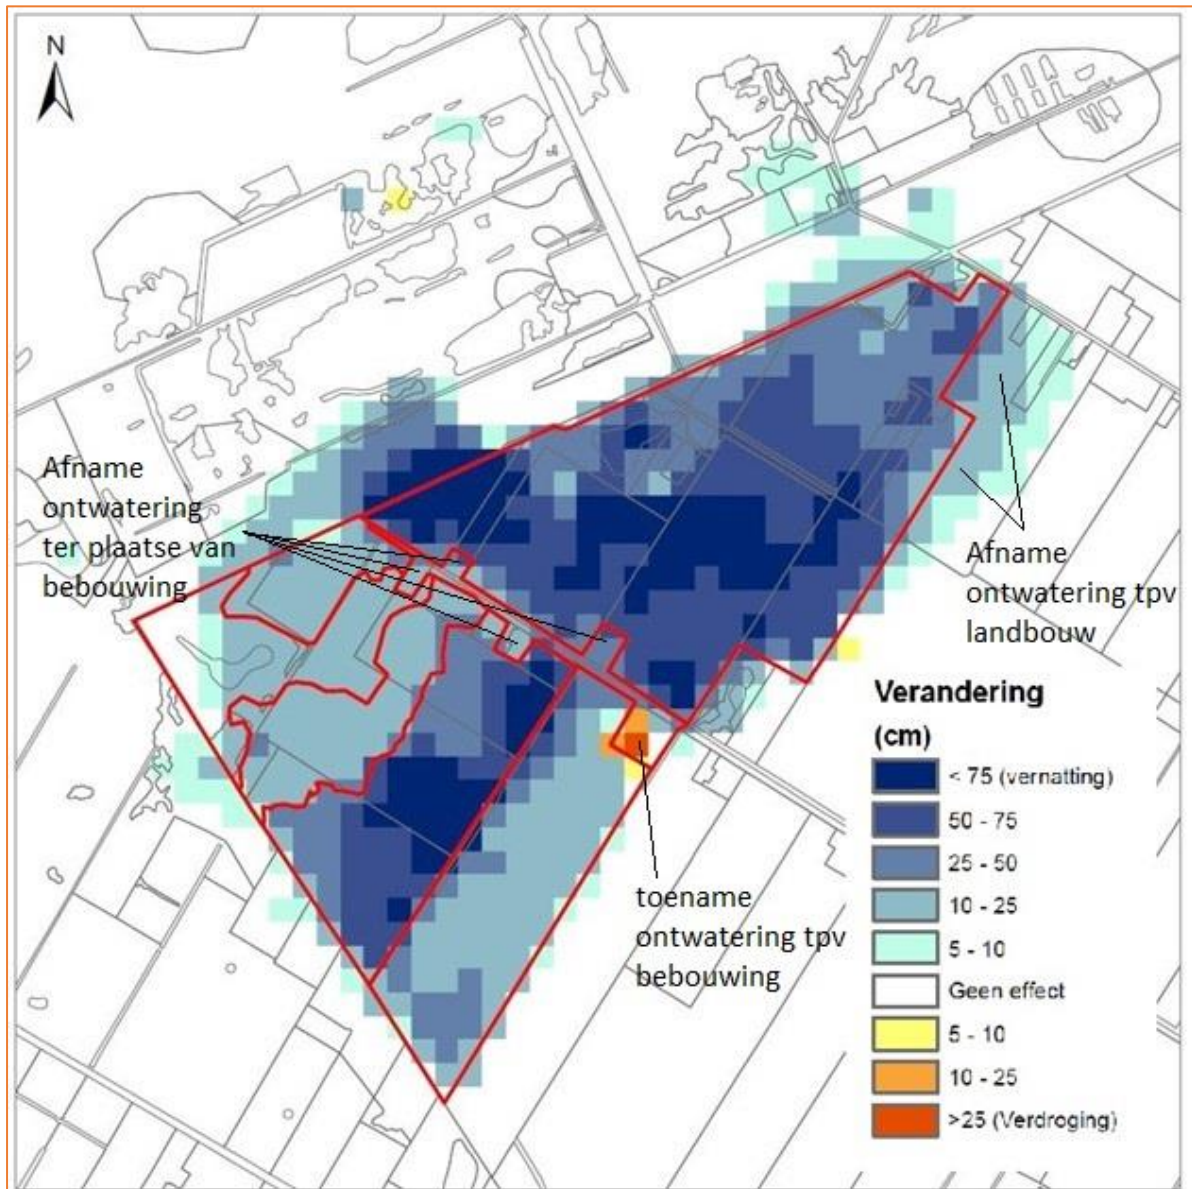 N
Afname
ontwatering
ter plaatse van
bebouwing
Afname
ontwatering tpv
landbouw
toename
ontwatering tpv
bebouwing
Verandering
(cm)
< 75 (vernatting)
50 - 75
25 - 50
10 - 25
5 - 10
Geen effect
5 - 10
10 - 25
>25 (Verdroging)